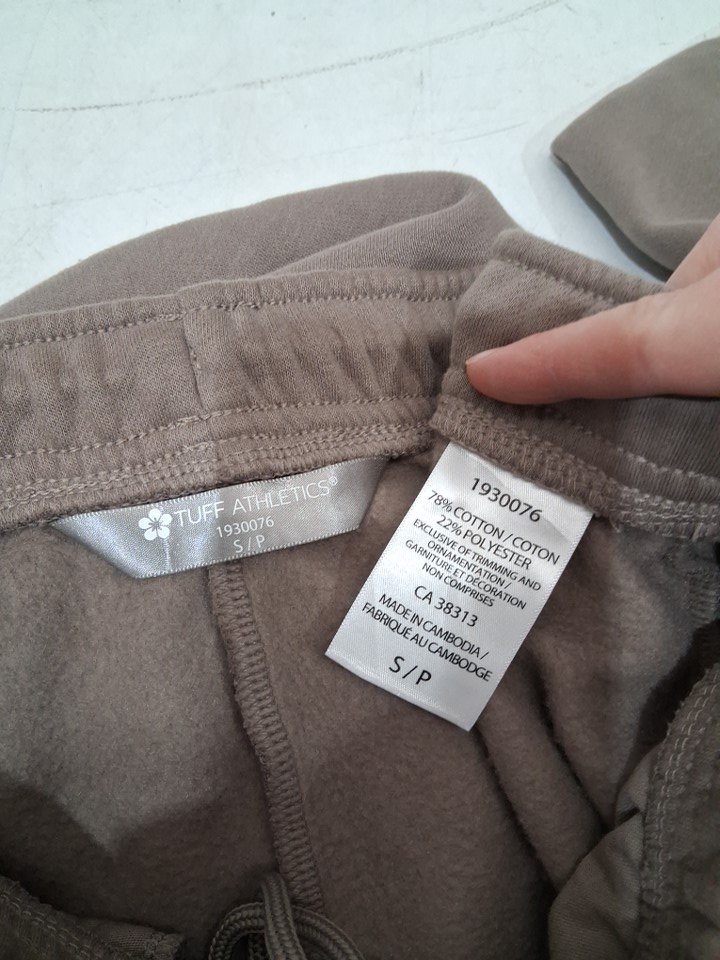 TUFF ATHLETICS®
1930076
S / P
1930076
78% COTTON / COTON
22% POLYESTER
EXCLUSIVE OF TRIMMING AND
ORNAMENTATION /
GARNITURE ET DÉCORATION
NON COMPRISES
CA 38313
MADE IN CAMBODIA /
FABRIQUÉ AU CAMBODGE
S / P